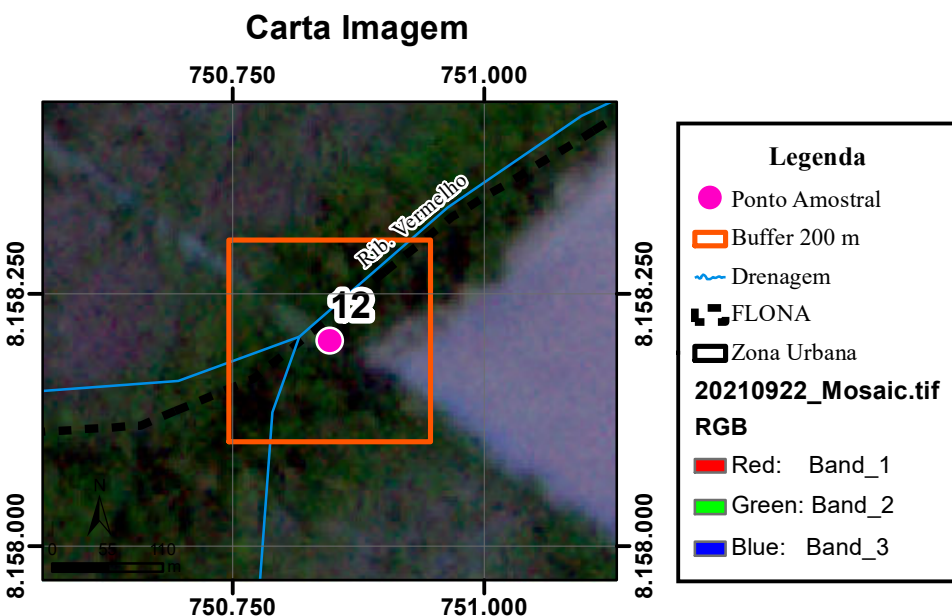 Carta Imagem
750.750 751.000
8.158.250
8.158.000
Rib. Vermelho
12
N
0 55 110
m
8.158.250
8.158.000
750.750 751.000
Legenda
Ponto Amostral
Buffer 200 m
Drenagem
FLONA
Zona Urbana
20210922_Mosaic.tif
RGB
Red: Band_1
Green: Band_2
Blue: Band_3